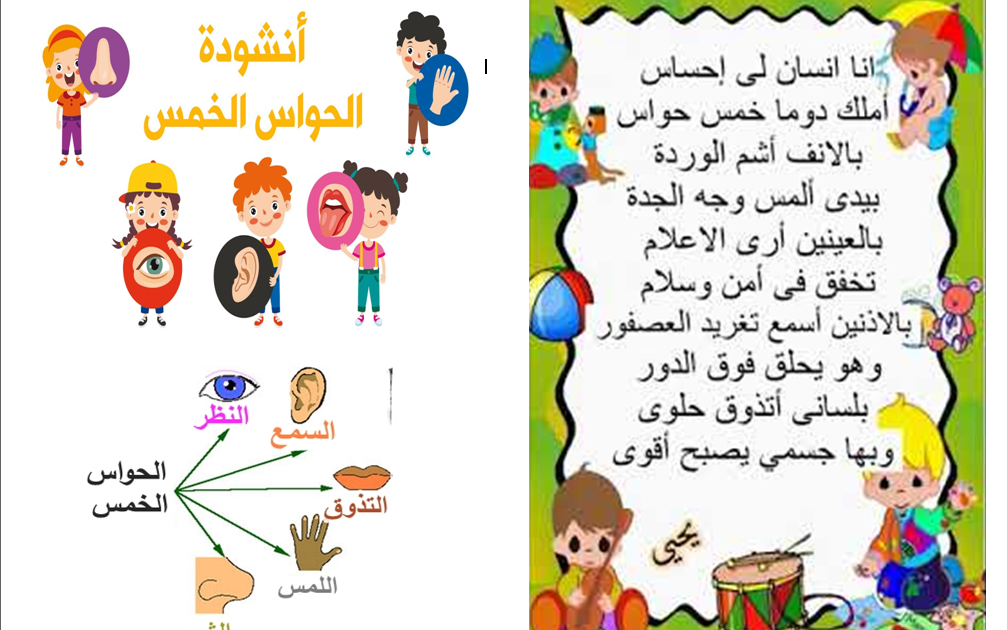 أنشودة
الحواس الخمس
النظر
السمع
الحواس
الخمس
التذوق
اللمس
انا انسان لى إحساس
أملك دوما خمس حواس
بالانف أشم الوردة
بيدى ألمس وجه الجدة
بالعينين أرى الاعلام
تخفق فى أمن وسلام
بالاذنين أسمع تغريد العصفور
وهو يحلق فوق الدور
بلسانى أتذوق حلوى
وبها جسمي يصبح أقوى
يحيى